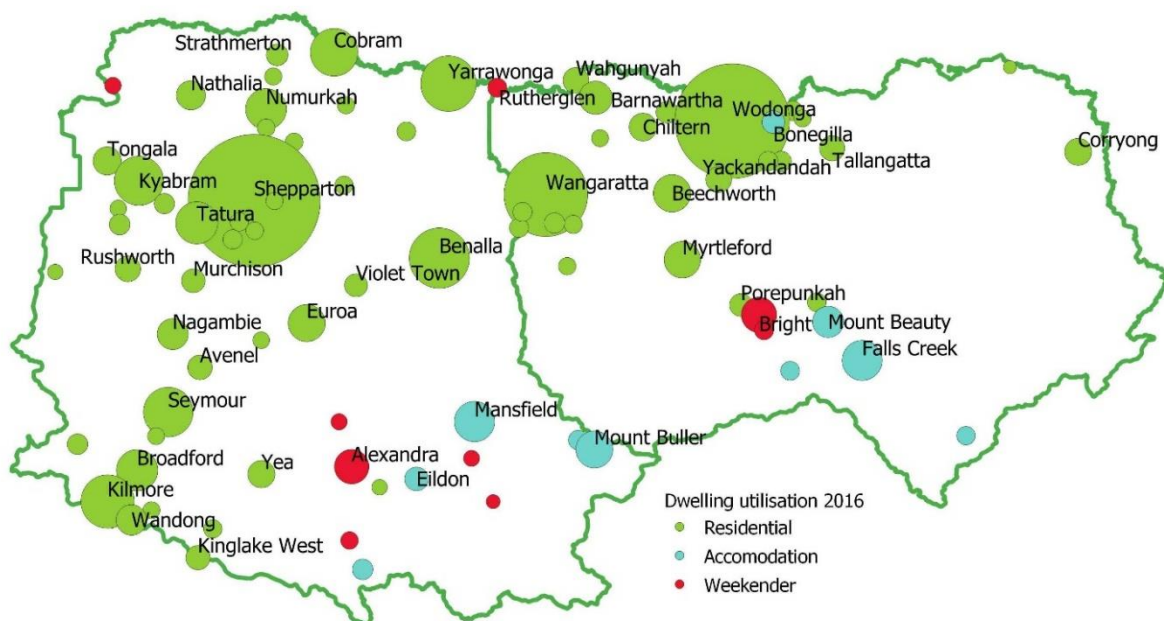 Strathmerton
Cobram
Nathalia
Numurkah
Yarrawonga
Wahgunyah
Rutherglen
Barnawartha
Wodonga
Chiltern
Bonegilla
Tongala
Kyabram
Shepparton
Yackandandah
Tallangatta
Corryong
Wangaratta
Beechworth
Tatura
Rushworth
Murchison
Benalla
Violet Town
Myrtleford
Nagambie
Euroa
Porepunkah
Bright
Mount Beauty
Avenel
Falls Creek
Seymour
Mansfield
Mount Buller
Broadford
Yea
Alexandra
Eildon
Kilmore
Wandong
Kinglake West
Dwelling utilisation 2016
Residential
Accomodation
Weekender